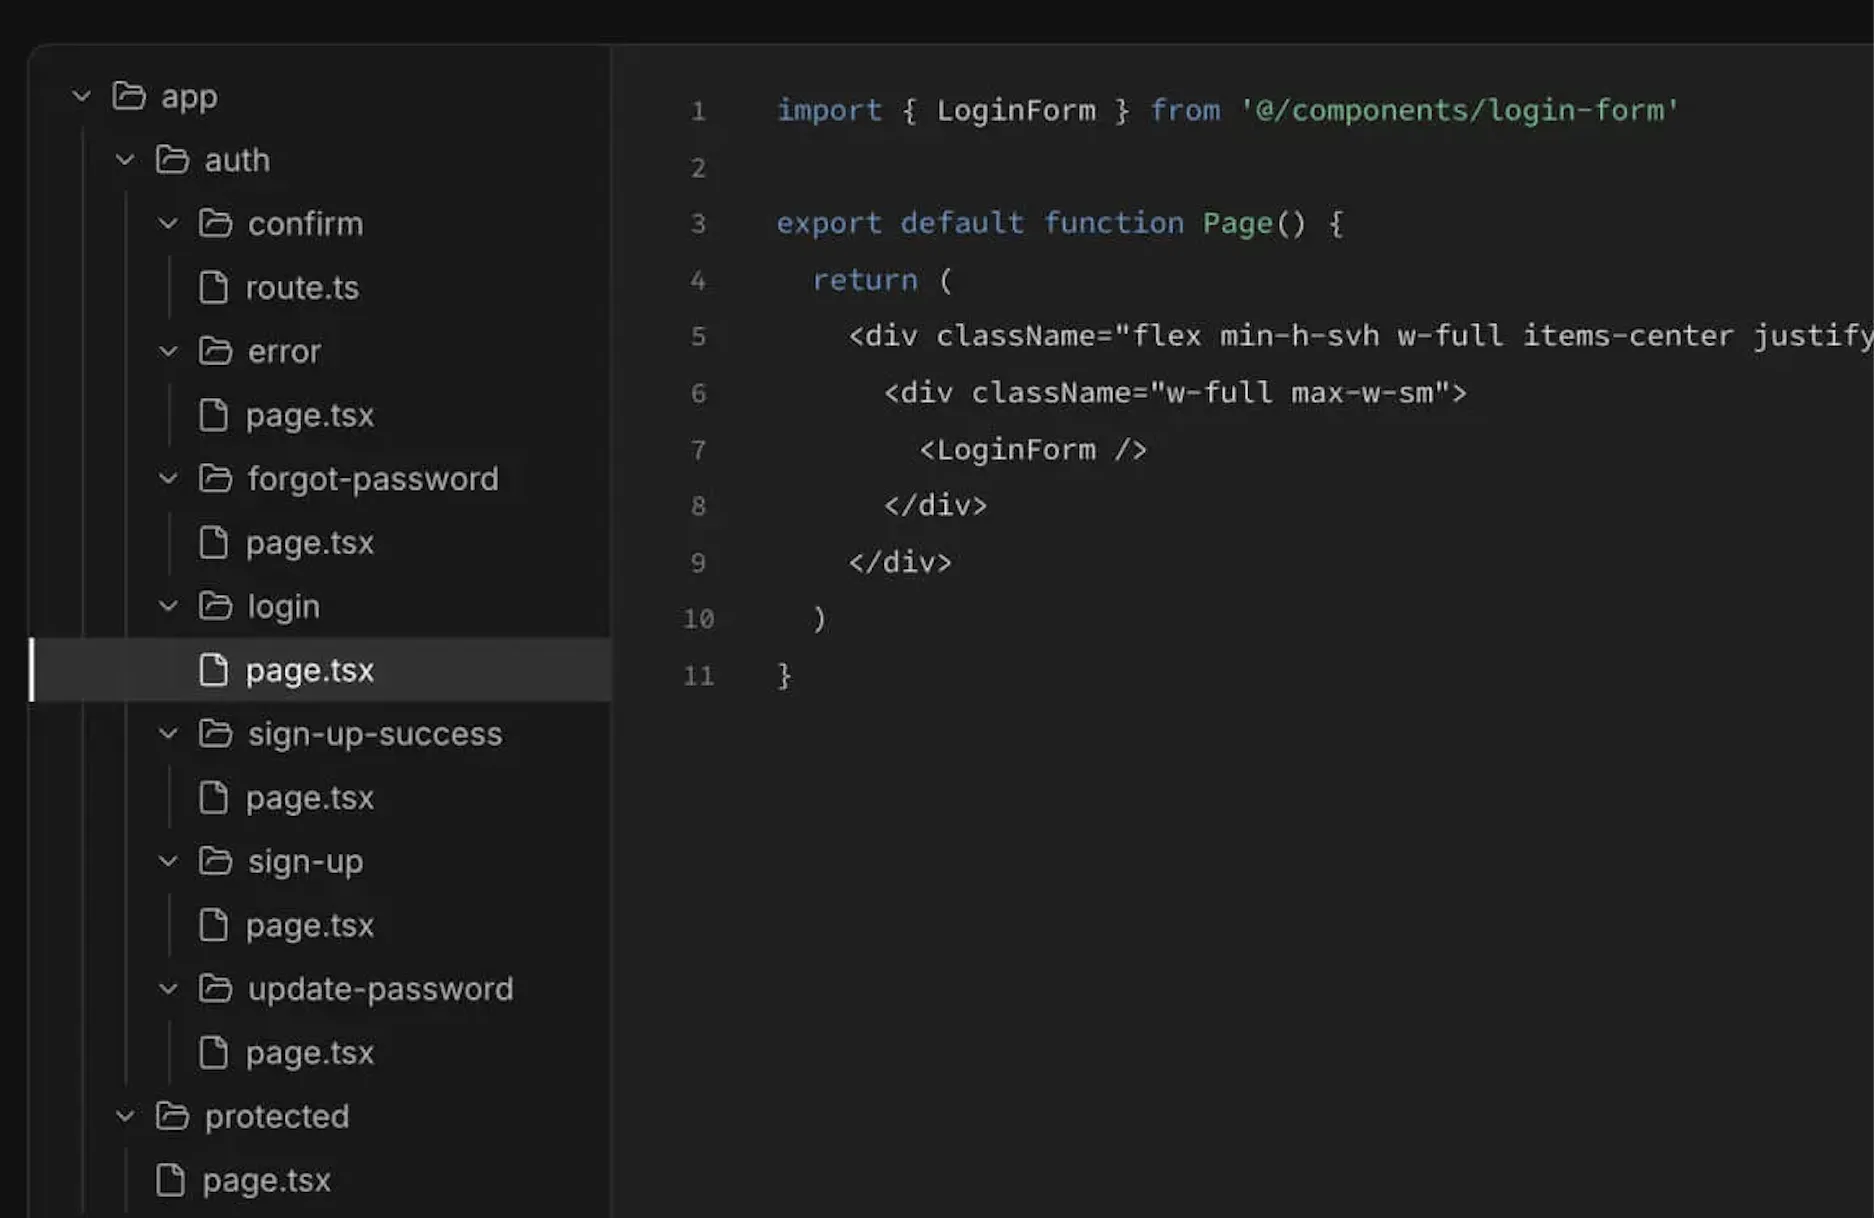 app
auth
confirm
route.ts
error
page.tsx
forgot-password
page.tsx
login
page.tsx
sign-up-success
page.tsx
sign-up
page.tsx
update-password
page.tsx
protected
page.tsx
1 import { LoginForm } from '@/components/login-form'
2
3 export default function Page() {
4 return (
5 <div className="flex min-h-svh w-full items-center justify
6 <div className="w-full max-w-sm">
7 <LoginForm />
8 </div>
9 </div>
10 )
11 }